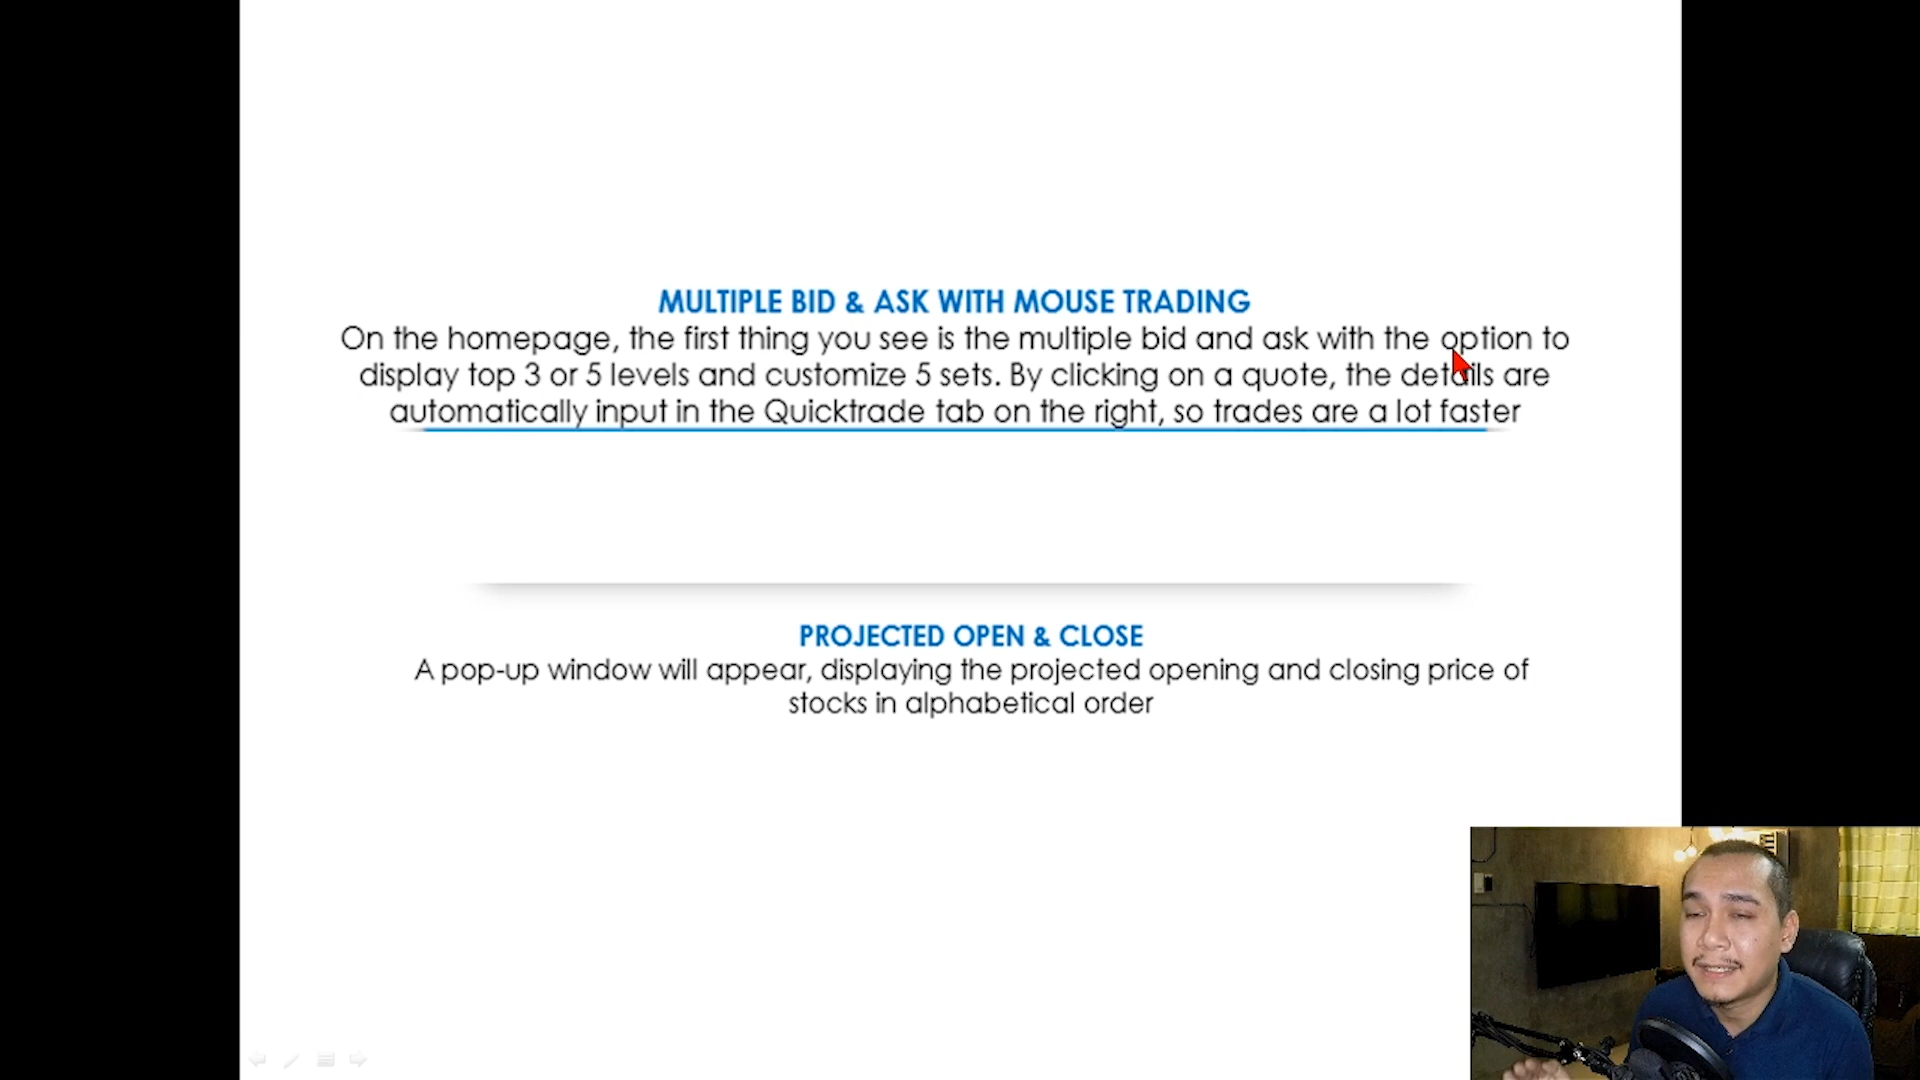 MULTIPLE BID & ASK WITH MOUSE TRADING
On the homepage, the first thing you see is the multiple bid and ask with the option to
display top 3 or 5 levels and customize 5 sets. By clicking on a quote, the details are
automatically input in the Quicktrade tab on the right, so trades are a lot faster
PROJECTED OPEN & CLOSE
A pop-up window will appear, displaying the projected opening and closing price of
stocks in alphabetical order